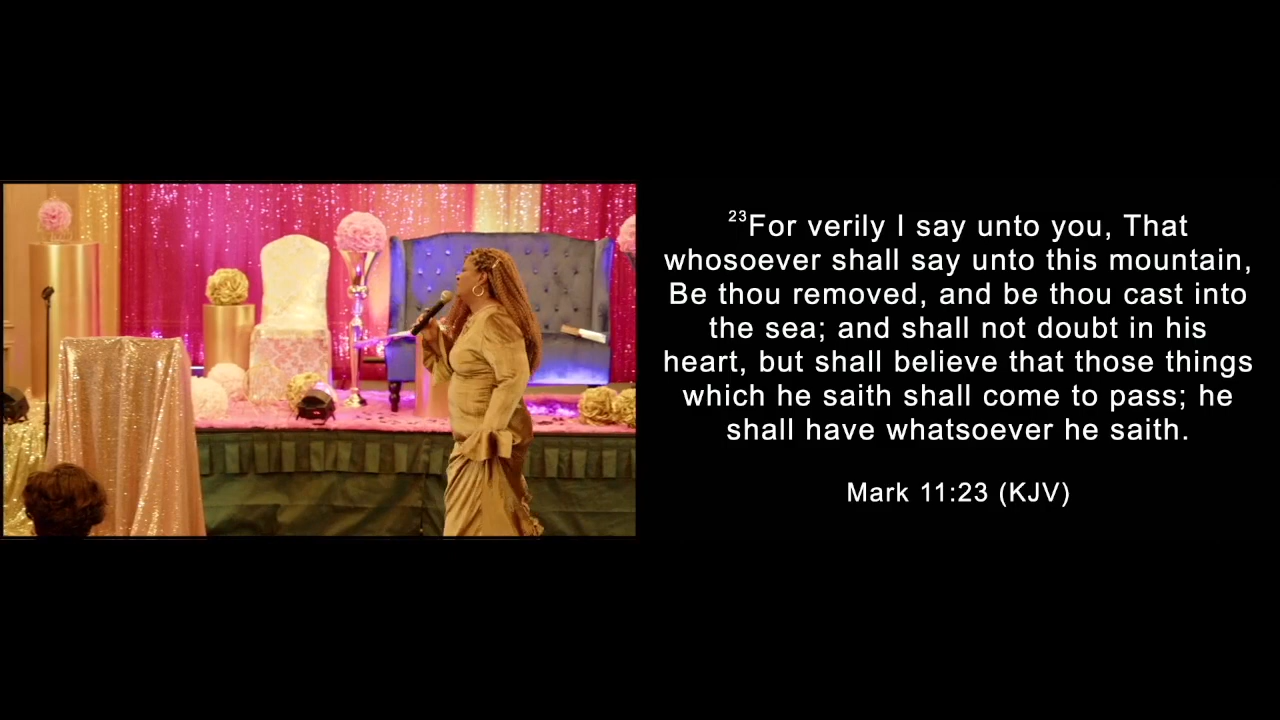 ²³For verily I say unto you, That
whosoever shall say unto this mountain,
Be thou removed, and be thou cast into
the sea; and shall not doubt in his
heart, but shall believe that those things
which he saith shall come to pass; he
shall have whatsoever he saith.
Mark 11:23 (KJV)